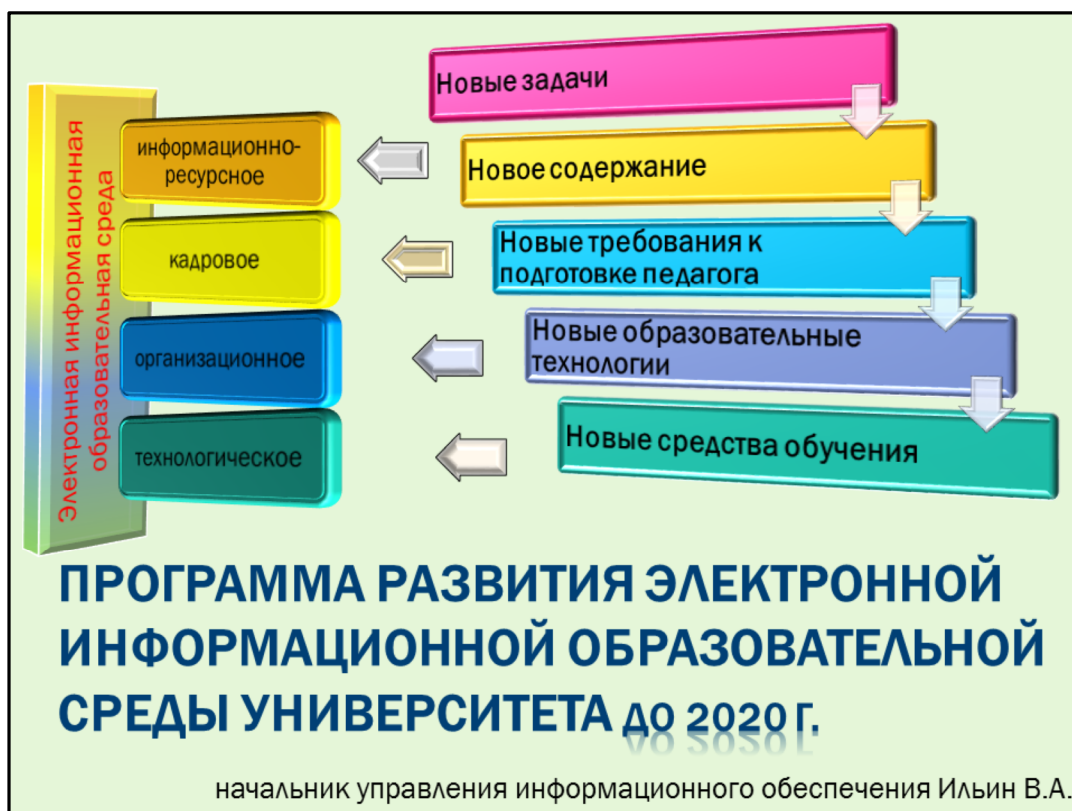 Электронная информационная
образовательная среда
информационно-
ресурсное
кадровое
организационное
технологическое
Новые задачи
Новое содержание
Новые требования к
подготовке педагога
Новые образовательные
технологии
Новые средства обучения
ПРОГРАММА РАЗВИТИЯ ЭЛЕКТРОННОЙ
ИНФОРМАЦИОННОЙ ОБРАЗОВАТЕЛЬНОЙ
СРЕДЫ УНИВЕРСИТЕТА ДО 2020 Г.
начальник управления информационного обеспечения Ильин В.А.